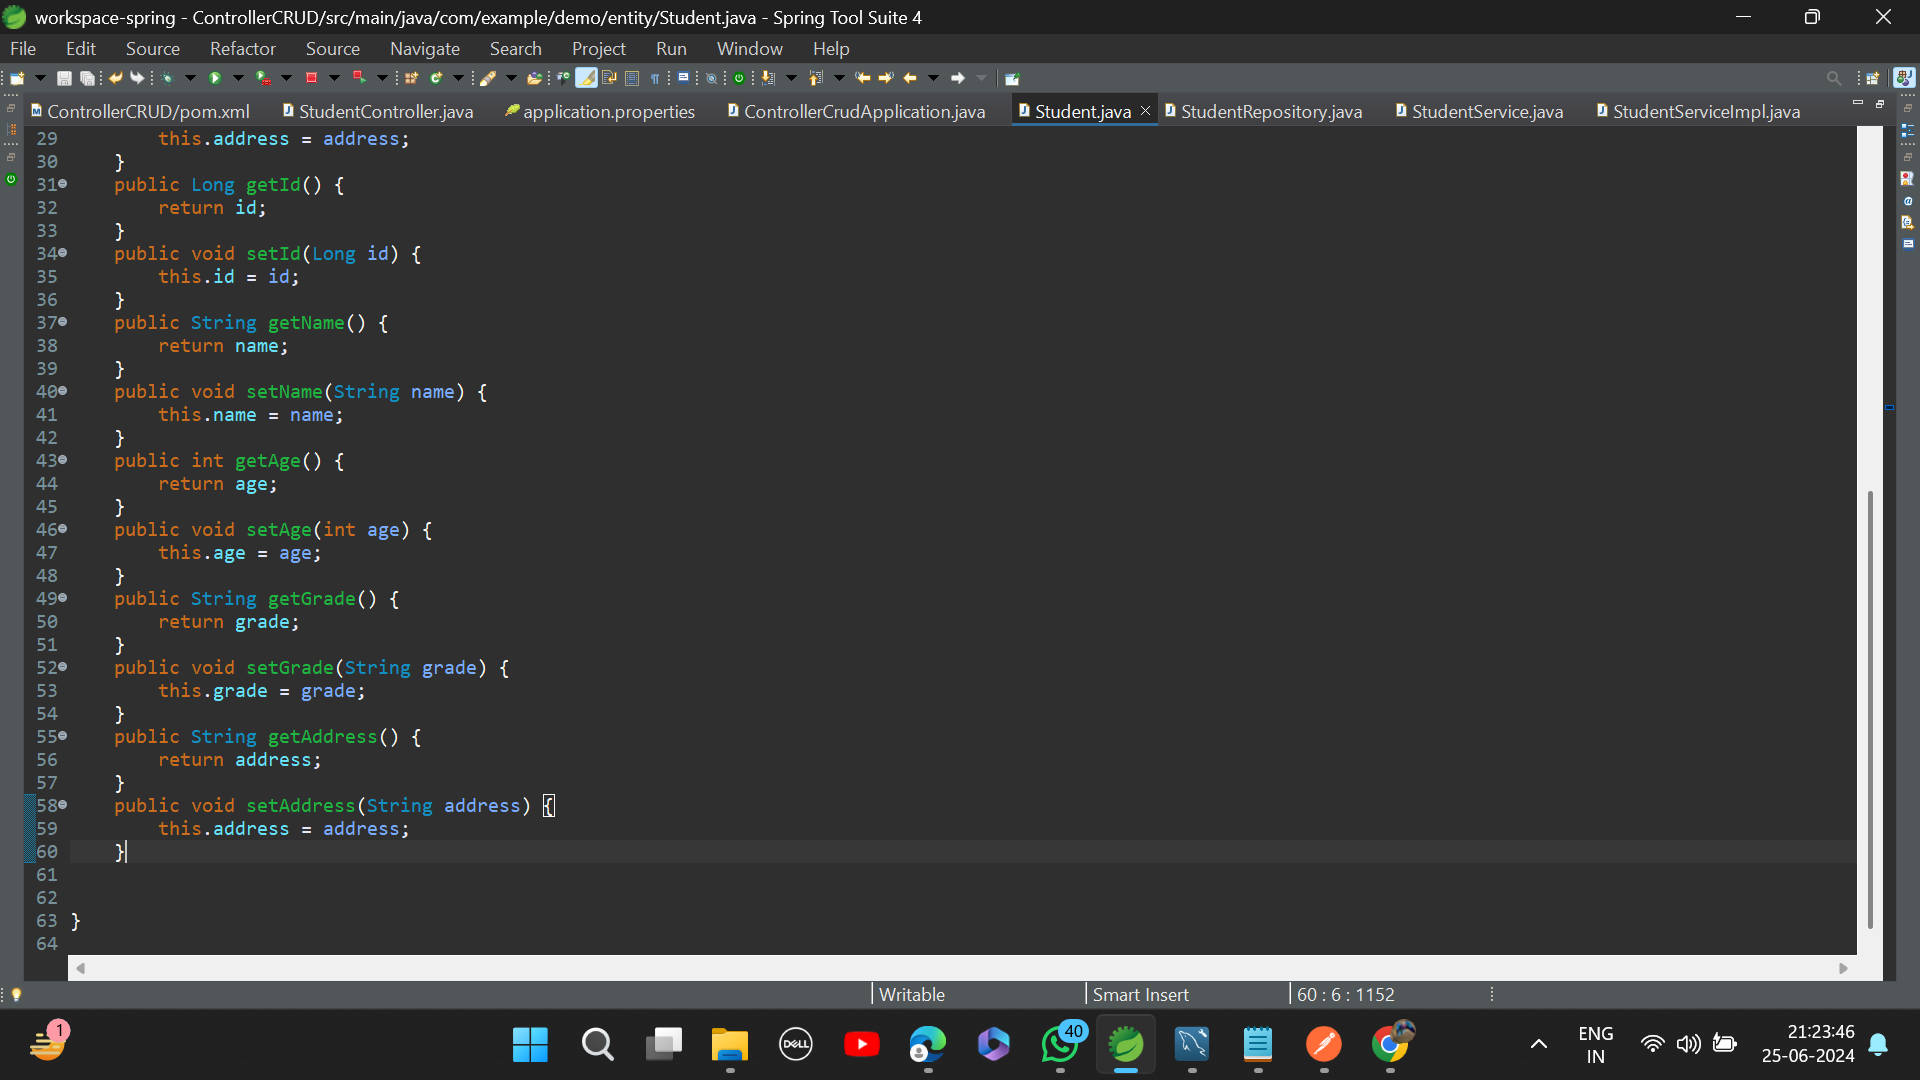 workspace-spring - ControllerCRUD/src/main/java/com/example/demo/entity/Student.java - Spring Tool Suite 4
File Edit Source Refactor Source Navigate Search Project Run Window Help
ControllerCRUD/pom.xml StudentController.java application.properties ControllerCrudApplication.java Student.java StudentRepository.java StudentService.java StudentServiceImpl.java
29 this.address = address;
30 }
31 public Long getId() {
32 return id;
33 }
34 public void setId(Long id) {
35 this.id = id;
36 }
37 public String getName() {
38 return name;
39 }
40 public void setName(String name) {
41 this.name = name;
42 }
43 public int getAge() {
44 return age;
45 }
46 public void setAge(int age) {
47 this.age = age;
48 }
49 public String getGrade() {
50 return grade;
51 }
52 public void setGrade(String grade) {
53 this.grade = grade;
54 }
55 public String getAddress() {
56 return address;
57 }
58 public void setAddress(String address) {
59 this.address = address;
60 }
61
62
63 }
64
Writable Smart Insert 60 : 6 : 1152
1 DELL 40 ENG 21:23:46
IN 25-06-2024